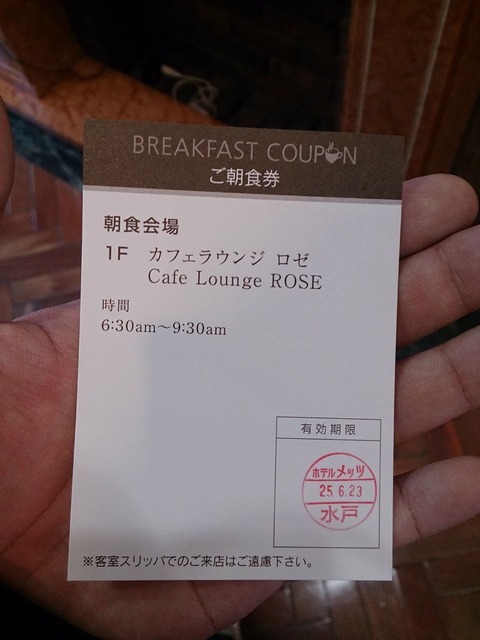 BREAKFAST COUPON
ご朝食券
朝食会場
1F カフェラウンジ ロゼ
Cafe Lounge ROSE
時間
6:30am〜9:30am
有効期限
ホテルメッツ
25.6.23
水戸
※客室スリッパでのご来店はご遠慮下さい。